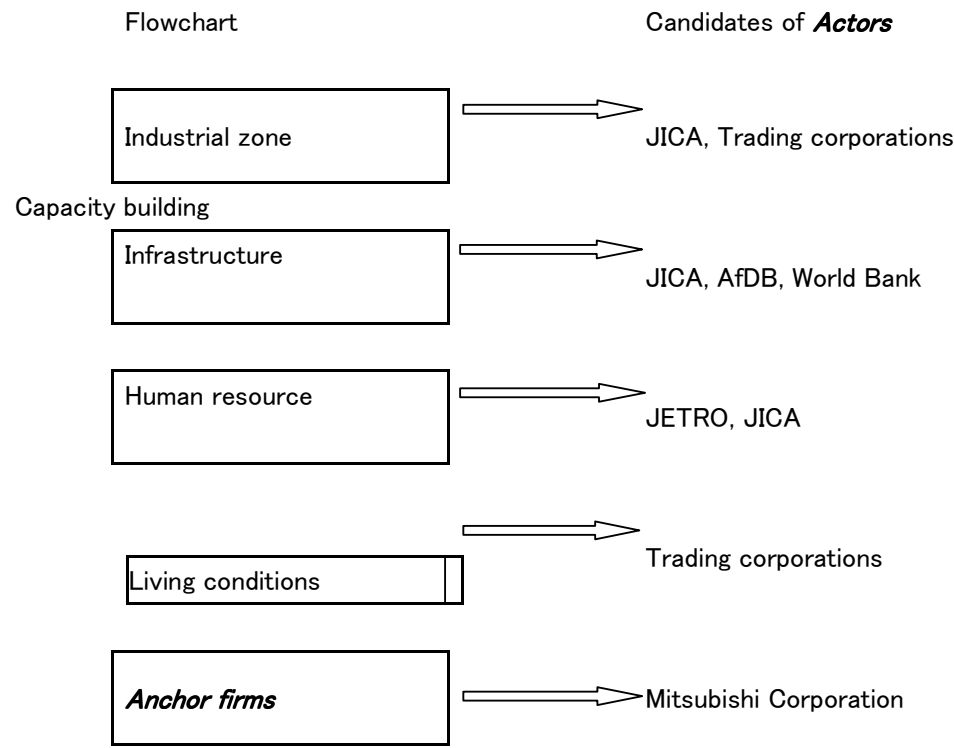 Flowchart
Candidates of Actors
Industrial zone
JICA, Trading corporations
Capacity building
Infrastructure
JICA, AfDB, World Bank
Human resource
JETRO, JICA
Living conditions
Trading corporations
Anchor firms
Mitsubishi Corporation